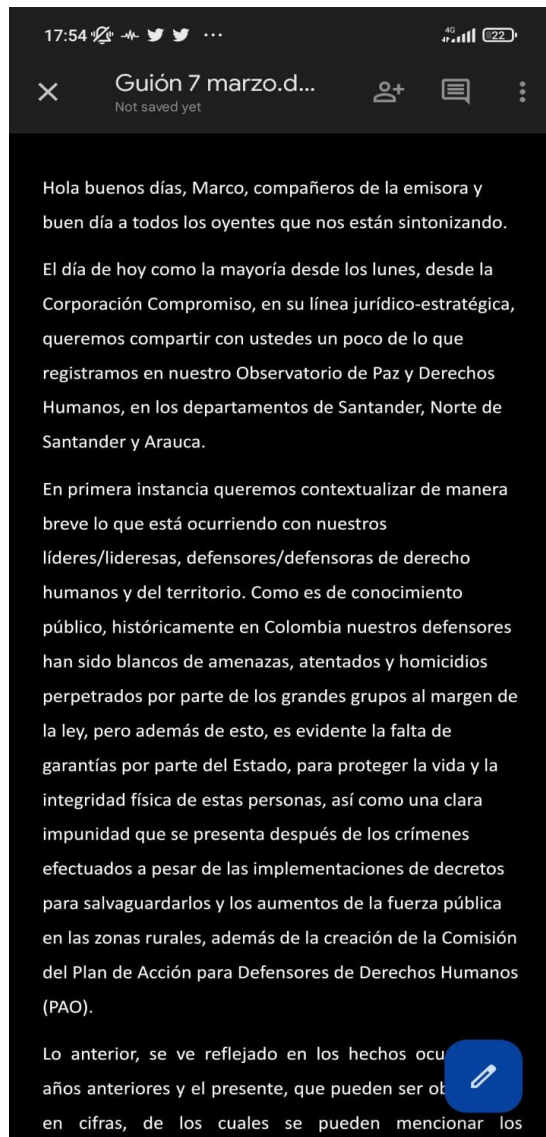 17:54
4G
22
Guión 7 marzo.d...
Not saved yet
Hola buenos días, Marco, compañeros de la emisora y
buen día a todos los oyentes que nos están sintonizando.
El día de hoy como la mayoría desde los lunes, desde la
Corporación Compromiso, en su línea jurídico-estratégica,
queremos compartir con ustedes un poco de lo que
registramos en nuestro Observatorio de Paz y Derechos
Humanos, en los departamentos de Santander, Norte de
Santander y Arauca.
En primera instancia queremos contextualizar de manera
breve lo que está ocurriendo con nuestros
líderes/lideresas, defensores/defensoras de derecho
humanos y del territorio. Como es de conocimiento
público, históricamente en Colombia nuestros defensores
han sido blancos de amenazas, atentados y homicidios
perpetrados por parte de los grandes grupos al margen de
la ley, pero además de esto, es evidente la falta de
garantías por parte del Estado, para proteger la vida y la
integridad física de estas personas, así como una clara
impunidad que se presenta después de los crímenes
efectuados a pesar de las implementaciones de decretos
para salvaguardarlos y los aumentos de la fuerza pública
en las zonas rurales, además de la creación de la Comisión
del Plan de Acción para Defensores de Derechos Humanos
(PAO).
Lo anterior, se ve reflejado en los hechos
años anteriores y el presente, que pueden ser
en cifras, de los cuales se pueden mencionar los